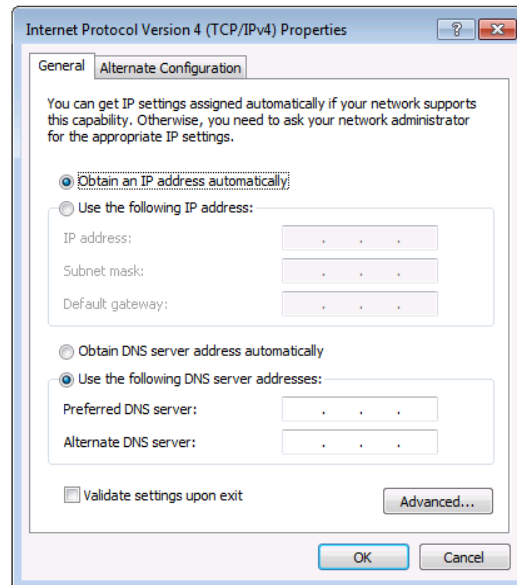 Internet Protocol Version 4 (TCP/IPv4) Properties
General
Alternate Configuration
You can get IP settings assigned automatically if your network supports
this capability. Otherwise, you need to ask your network administrator
for the appropriate IP settings.
Obtain an IP address automatically
Use the following IP address:
IP address: . . .
Subnet mask: . . .
Default gateway: . . .
Obtain DNS server address automatically
Use the following DNS server addresses:
Preferred DNS server: . . .
Alternate DNS server: . . .
Validate settings upon exit
Advanced...
OK
Cancel